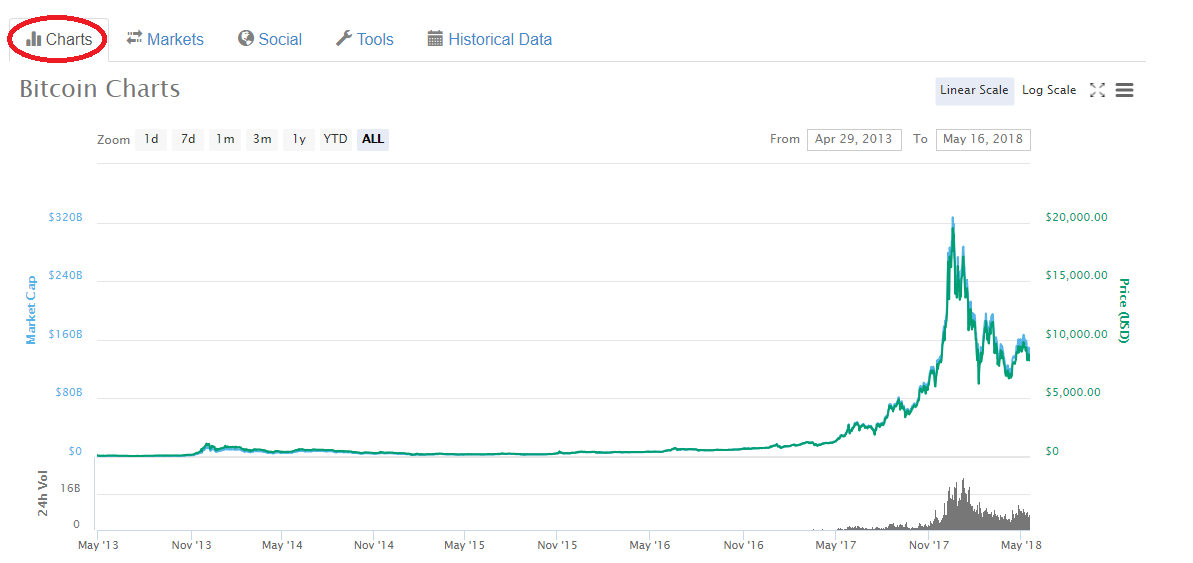 Charts Markets Social Tools Historical Data
Bitcoin Charts
Linear Scale Log Scale
Zoom 1d 7d 1m 3m 1y YTD ALL From Apr 29, 2013 To May 16, 2018
$320B $20,000.00
$240B $15,000.00
Market Cap
Price (USD)
$160B $10,000.00
$80B $5,000.00
$0 $0
24h Vol
16B
0
May '13 Nov '13 May '14 Nov '14 May '15 Nov '15 May '16 Nov '16 May '17 Nov '17 May '18